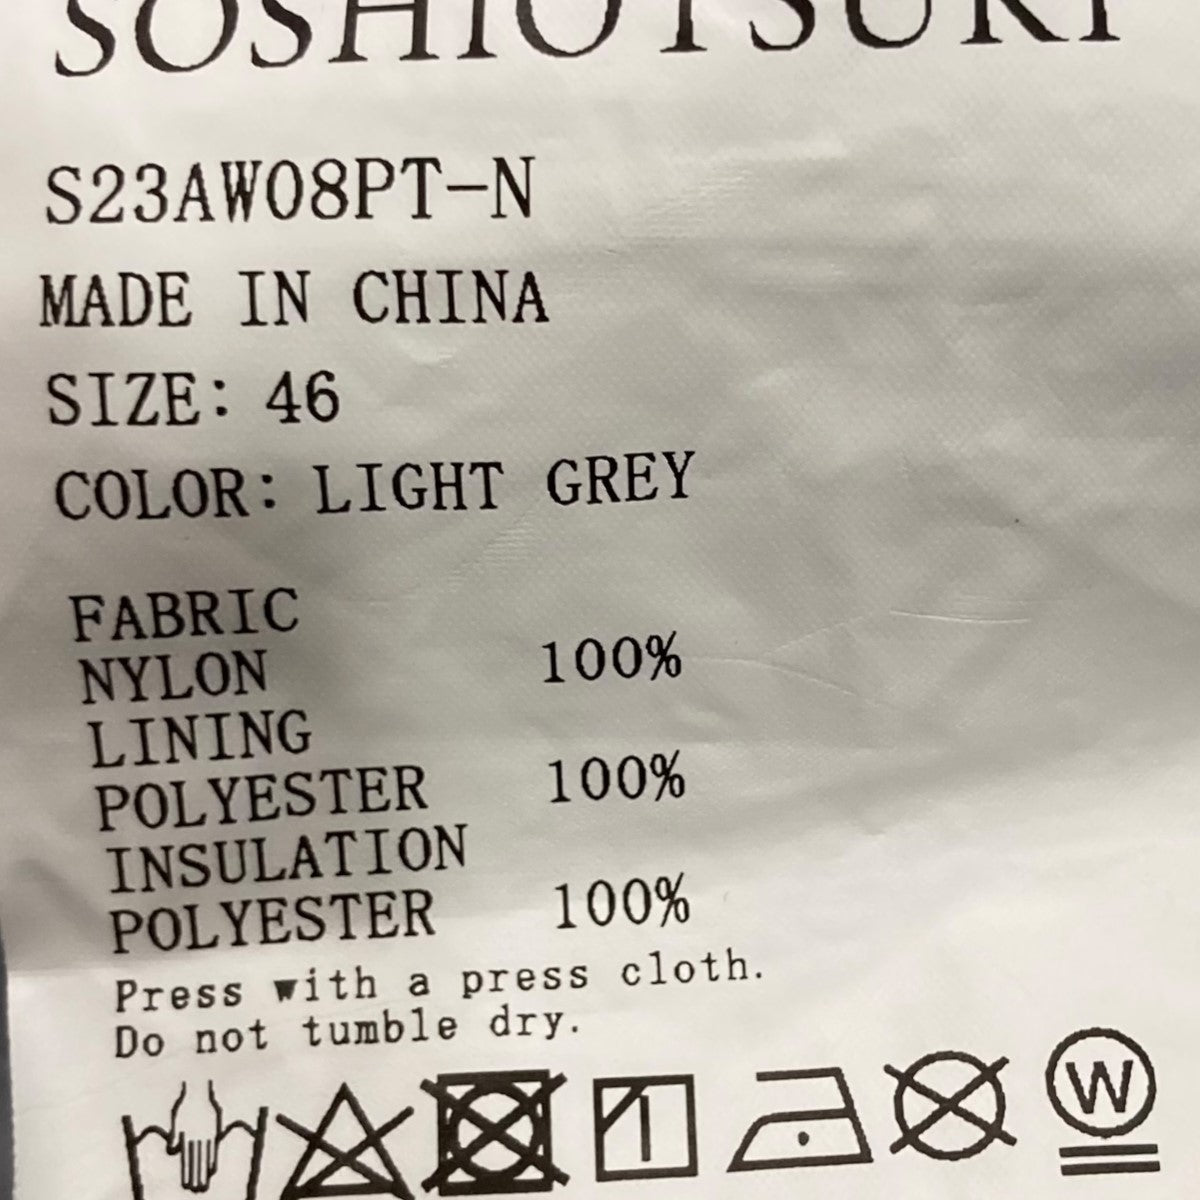 SOSHIOTSUKI
S23AW08PT-N
MADE IN CHINA
SIZE: 46
COLOR: LIGHT GREY
FABRIC
NYLON 100%
LINING
POLYESTER 100%
INSULATION
POLYESTER 100%
Press with a press cloth.
Do not tumble dry.
W